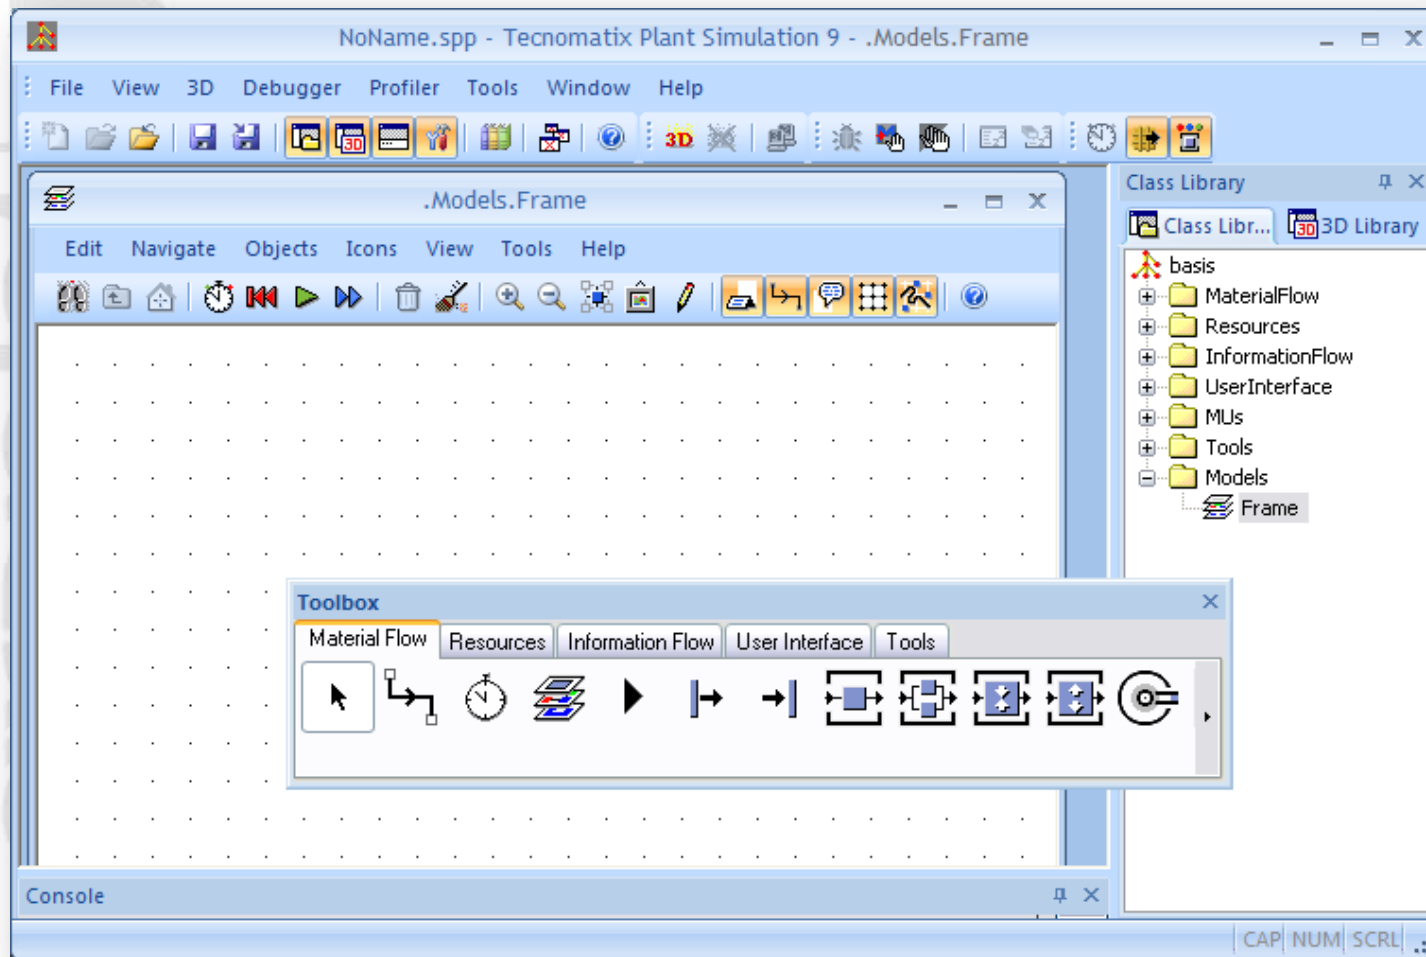 NoName.spp - Tecnomatix Plant Simulation 9 - .Models.Frame
File View 3D Debugger Profiler Tools Window Help
3D 3D
.Models.Frame
Edit Navigate Objects Icons View Tools Help
Class Library
Class Libr... 3D 3D Library
basis
MaterialFlow
Resources
InformationFlow
UserInterface
MUs
Tools
Models
Frame
Toolbox
Material Flow Resources Information Flow User Interface Tools
Console
CAP NUM SCRL